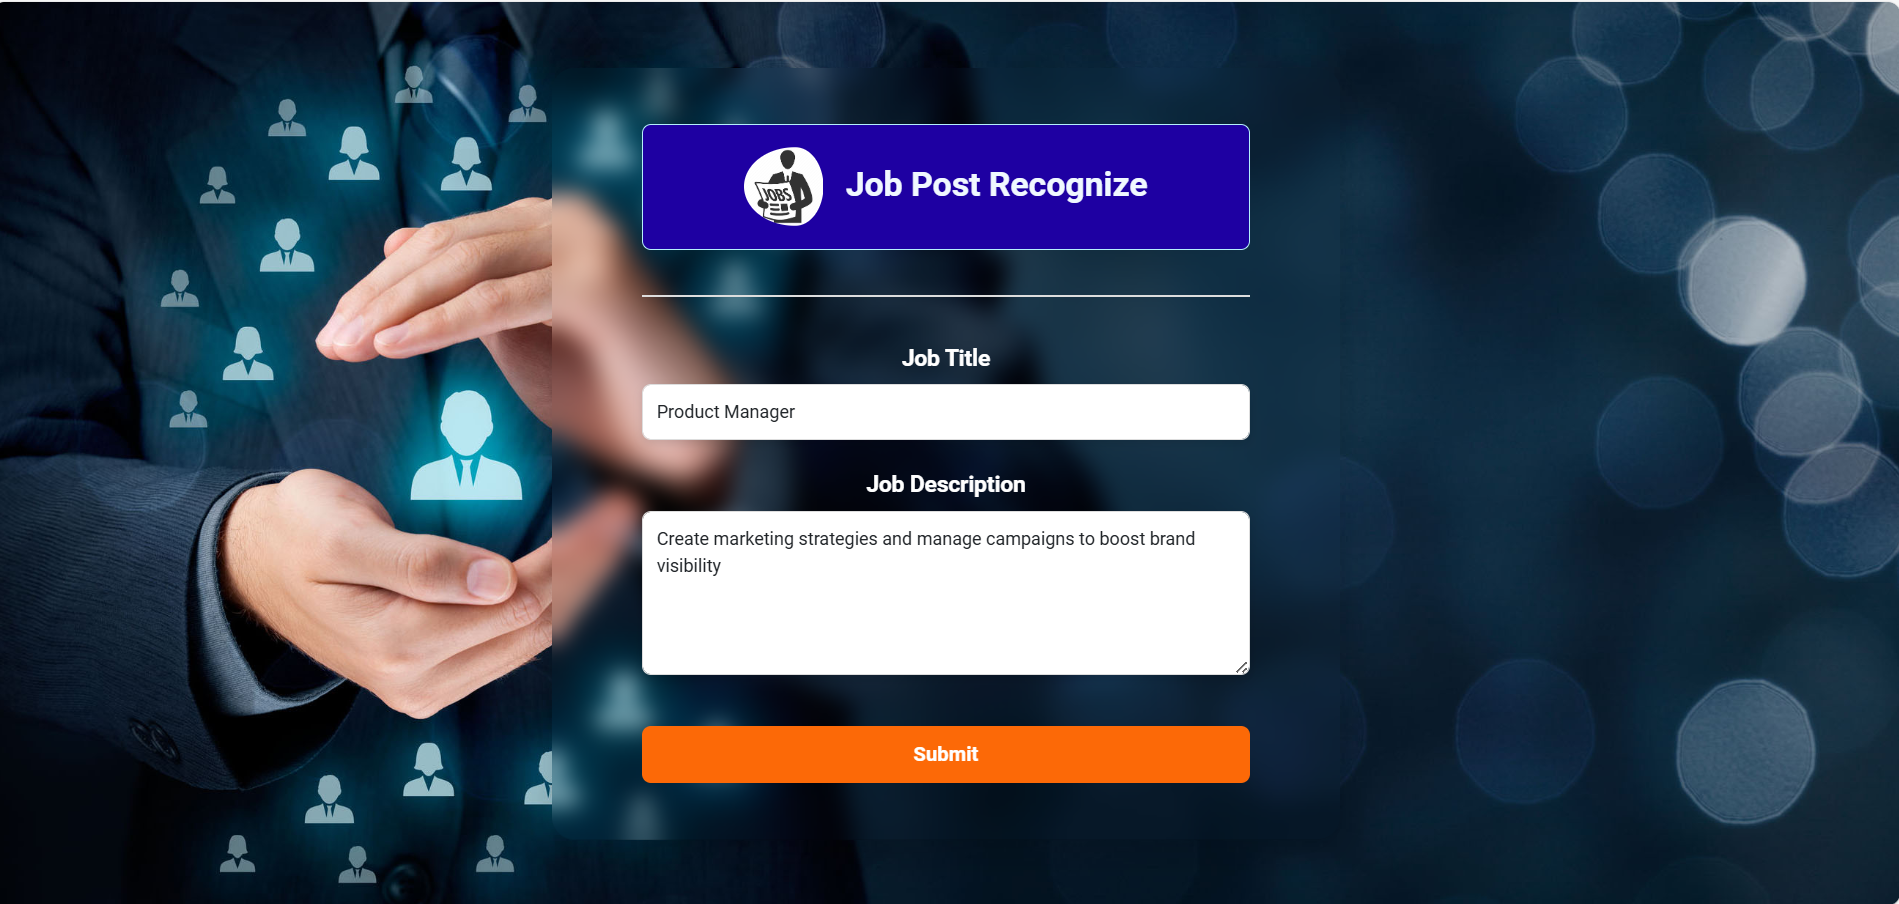 JOBS
Job Post Recognize
Job Title
Product Manager
Job Description
Create marketing strategies and manage campaigns to boost brand
visibility
Submit